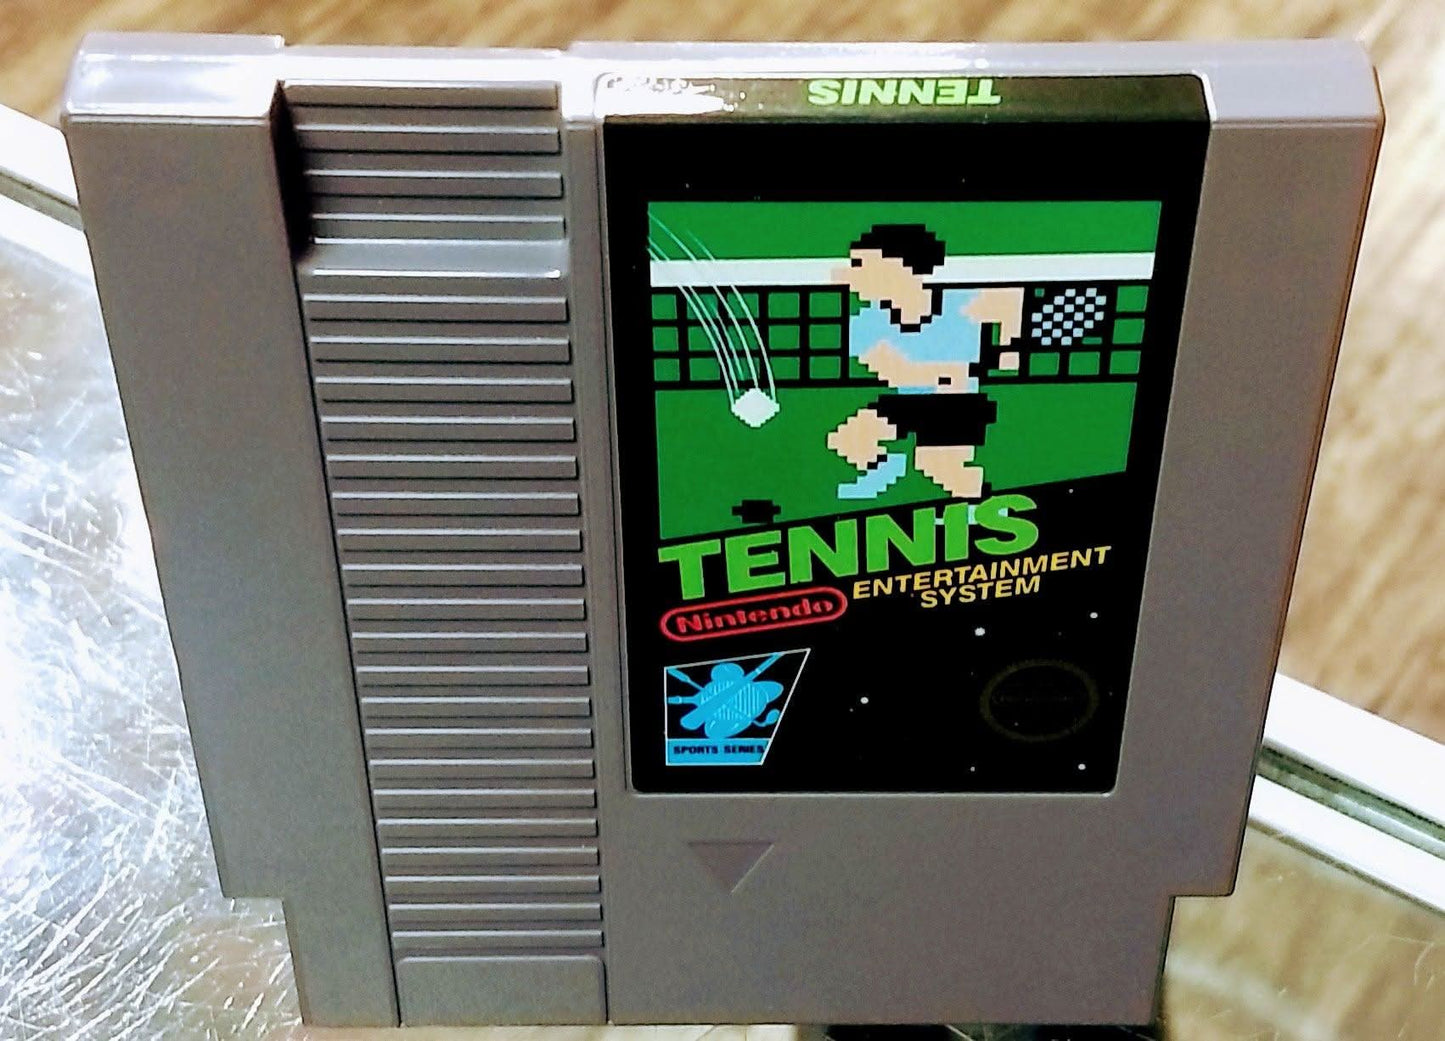 TENNIS
TENNIS
Nintendo
ENTERTAINMENT
SYSTEM
SPORTS SERIES